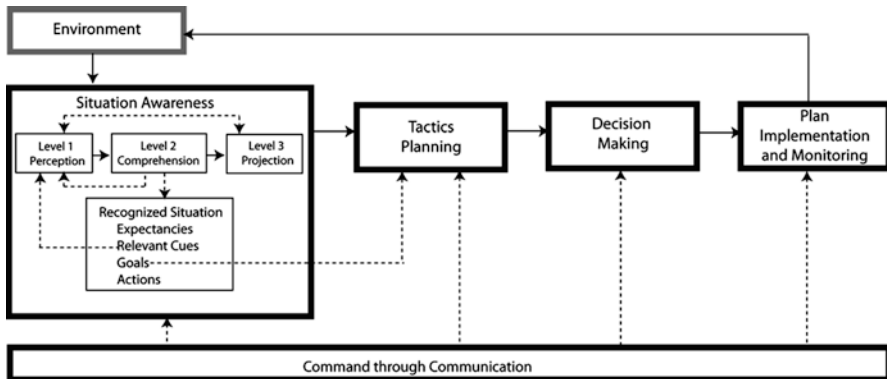 Environment
Situation Awareness
Level 1
Perception
Level 2
Comprehension
Level 3
Projection
Recognized Situation
Expectancies
Relevant Cues
Goals
Actions
Tactics
Planning
Decision
Making
Plan
Implementation
and Monitoring
Command through Communication